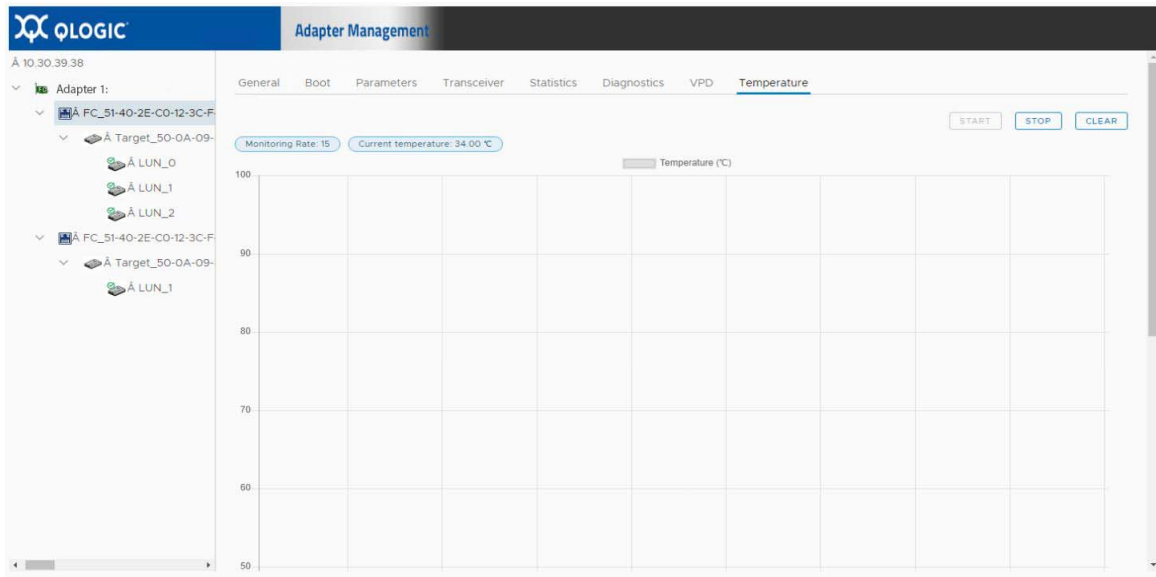 QLOGIC
Adapter Management
Â 10.30.39.38
Adapter 1:
Â FC_51-40-2E-C0-12-3C-F
Â Target_50-0A-09-
Â LUN_0
Â LUN_1
Â LUN_2
Â FC_51-40-2E-C0-12-3C-F
Â Target_50-0A-09-
Â LUN_1
General Boot Parameters Transceiver Statistics Diagnostics VPD Temperature
START STOP CLEAR
Monitoring Rate: 15 Current temperature: 34.00 °C
Temperature (°C)
100
90
80
70
60
50